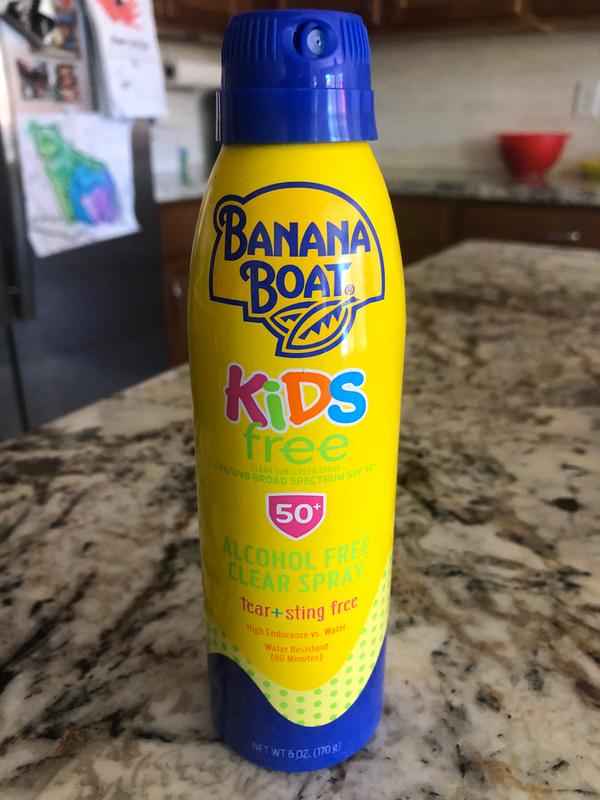 BANANA
BOAT®
KiDS
free
CLEAR SUNSCREEN SPRAY
UVA/UVB BROAD SPECTRUM SPF 50+
50+
ALCOHOL FREE
CLEAR SPRAY
tear+sting free
High Endurance vs. Water
Water Resistant
(80 Minutes)
NET WT 6 OZ. (170 g)